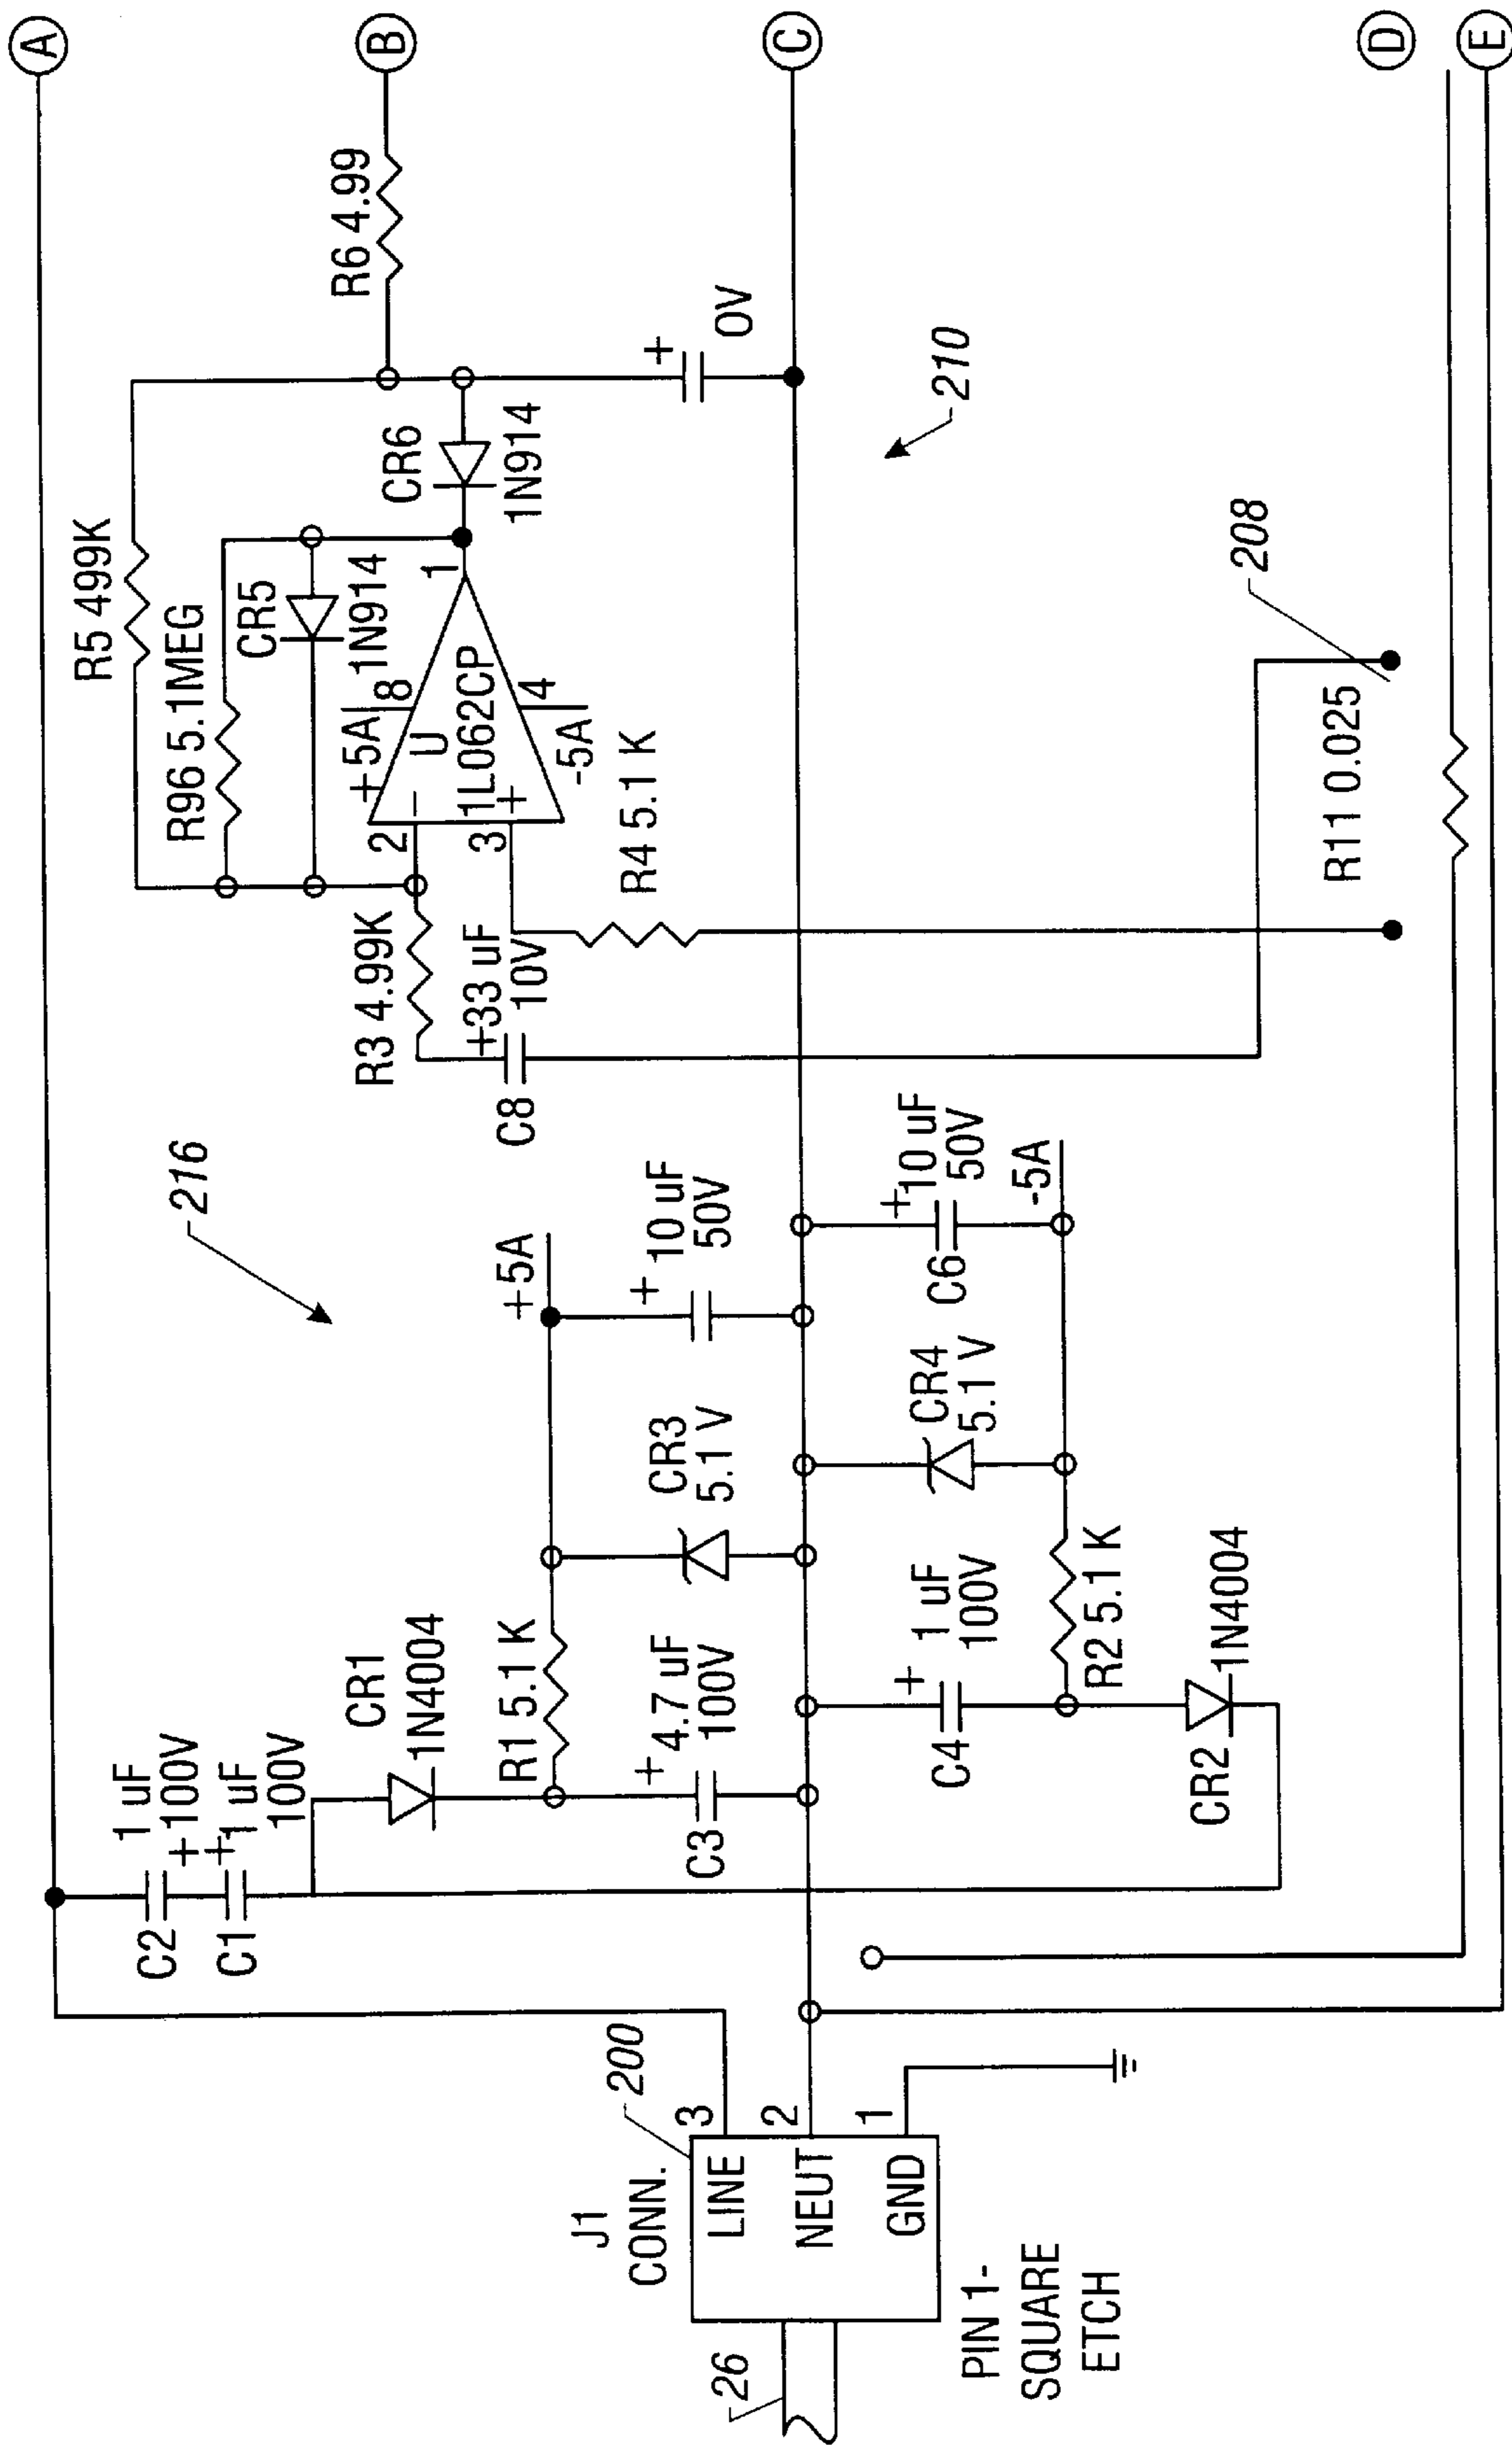 A
B
C
D
E
R5 499K
R96 5.1MEG
CR5
1N914
CR6
1N914
R6 4.99
+5A
8
1
2
3
4
U
1L062CP
−
+
-5A
R3 4.99K
+33 uF
10V
C8
R4 5.1 K
+
0V
210
208
R11 0.025
216
1 uF
+100V
C2
+1 uF
100V
C1
CR1
1N4004
R1 5.1 K
+5A
+
4.7 uF
100V
C3
CR3
5.1 V
+
10 uF
50V
+
1 uF
100V
C4
CR4
5.1 V
+
10 uF
50V
C6
-5A
R2 5.1 K
CR2
1N4004
J1
CONN.
200
LINE
3
NEUT
2
GND
1
26
PIN 1-
SQUARE
ETCH